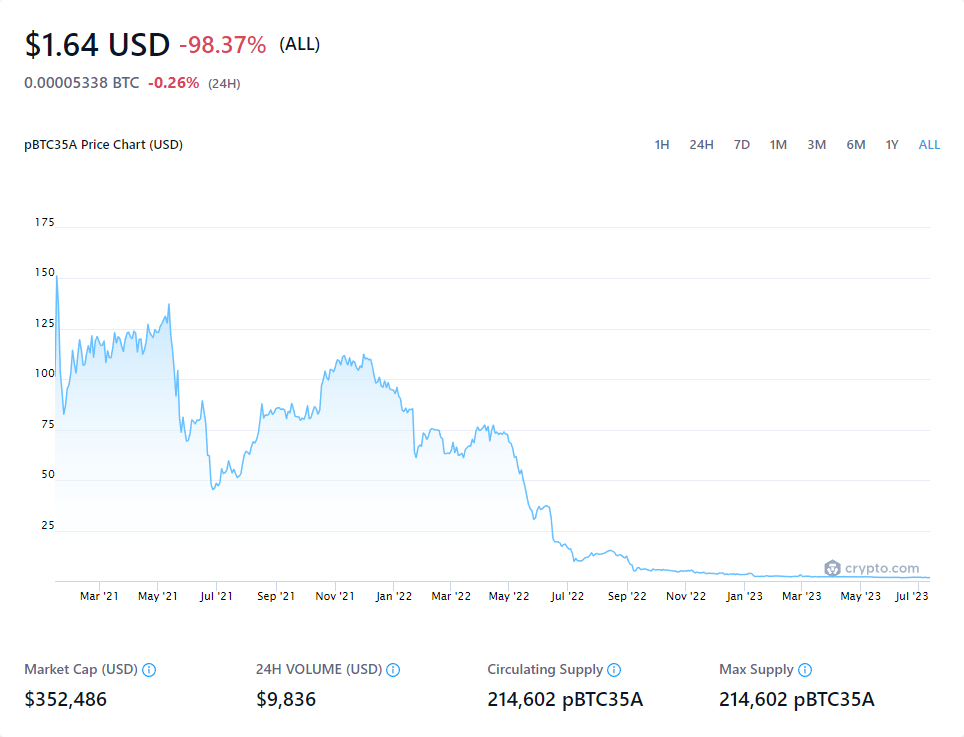 $1.64 USD -98.37% (ALL)
0.00005338 BTC -0.26% (24H)
pBTC35A Price Chart (USD) 1H 24H 7D 1M 3M 6M 1Y ALL
175
150
125
100
75
50
25
crypto.com
Mar '21 May '21 Jul '21 Sep '21 Nov '21 Jan '22 Mar '22 May '22 Jul '22 Sep '22 Nov '22 Jan '23 Mar '23 May '23 Jul '23
Market Cap (USD) 24H VOLUME (USD) Circulating Supply Max Supply
$352,486 $9,836 214,602 pBTC35A 214,602 pBTC35A